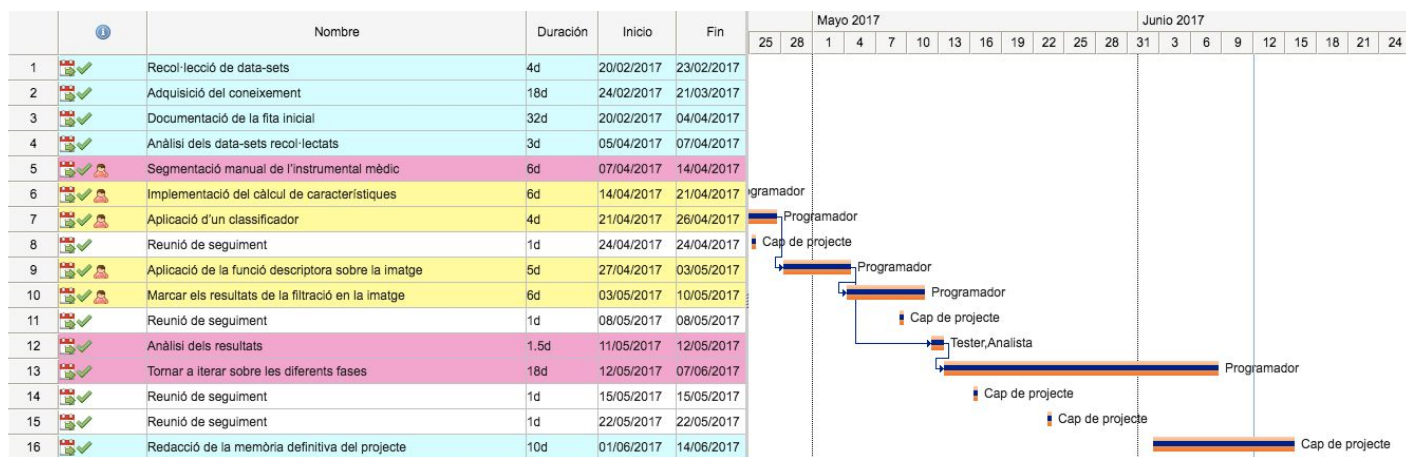 Mayo 2017 Junio 2017
Nombre Duración Inicio Fin 25 28 1 4 7 10 13 16 19 22 25 28 31 3 6 9 12 15 18 21 24
1 Recol·lecció de data-sets 4d 20/02/2017 23/02/2017
2 Adquisició del coneixement 18d 24/02/2017 21/03/2017
3 Documentació de la fita inicial 32d 20/02/2017 04/04/2017
4 Anàlisi dels data-sets recol·lectats 3d 05/04/2017 07/04/2017
5 Segmentació manual de l'instrumental mèdic 6d 07/04/2017 14/04/2017
6 Implementació del càlcul de característiques 6d 14/04/2017 21/04/2017 ogramador
7 Aplicació d'un classificador 4d 21/04/2017 26/04/2017 Programador
8 Reunió de seguiment 1d 24/04/2017 24/04/2017 Cap de projecte
9 Aplicació de la funció descriptora sobre la imatge 5d 27/04/2017 03/05/2017 Programador
10 Marcar els resultats de la filtració en la imatge 6d 03/05/2017 10/05/2017 Programador
11 Reunió de seguiment 1d 08/05/2017 08/05/2017 Cap de projecte
12 Anàlisi dels resultats 1.5d 11/05/2017 12/05/2017 Tester,Analista
13 Tornar a iterar sobre les diferents fases 18d 12/05/2017 07/06/2017 Programador
14 Reunió de seguiment 1d 15/05/2017 15/05/2017 Cap de projecte
15 Reunió de seguiment 1d 22/05/2017 22/05/2017 Cap de projecte
16 Redacció de la memòria definitiva del projecte 10d 01/06/2017 14/06/2017 Cap de projecte